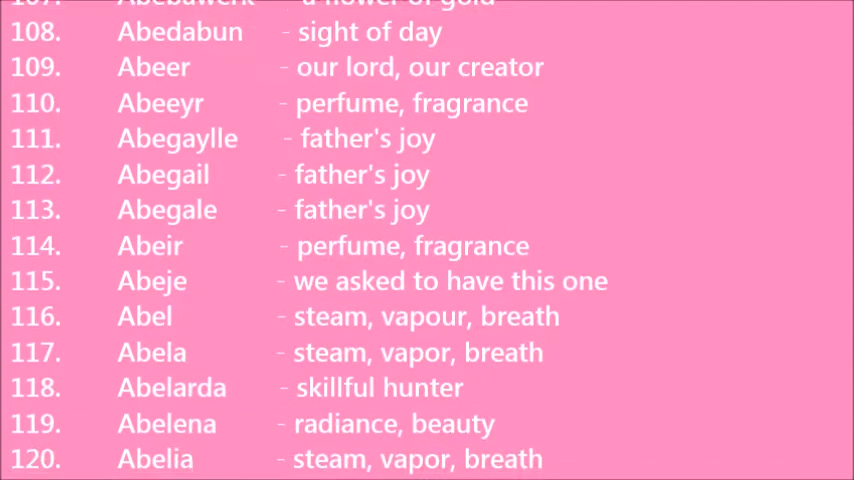 108. Abedabun - sight of day
109. Abeer - our lord, our creator
110. Abeeyr - perfume, fragrance
111. Abegaylle - father's joy
112. Abegail - father's joy
113. Abegale - father's joy
114. Abeir - perfume, fragrance
115. Abeje - we asked to have this one
116. Abel - steam, vapour, breath
117. Abela - steam, vapor, breath
118. Abelarda - skillful hunter
119. Abelena - radiance, beauty
120. Abelia - steam, vapor, breath